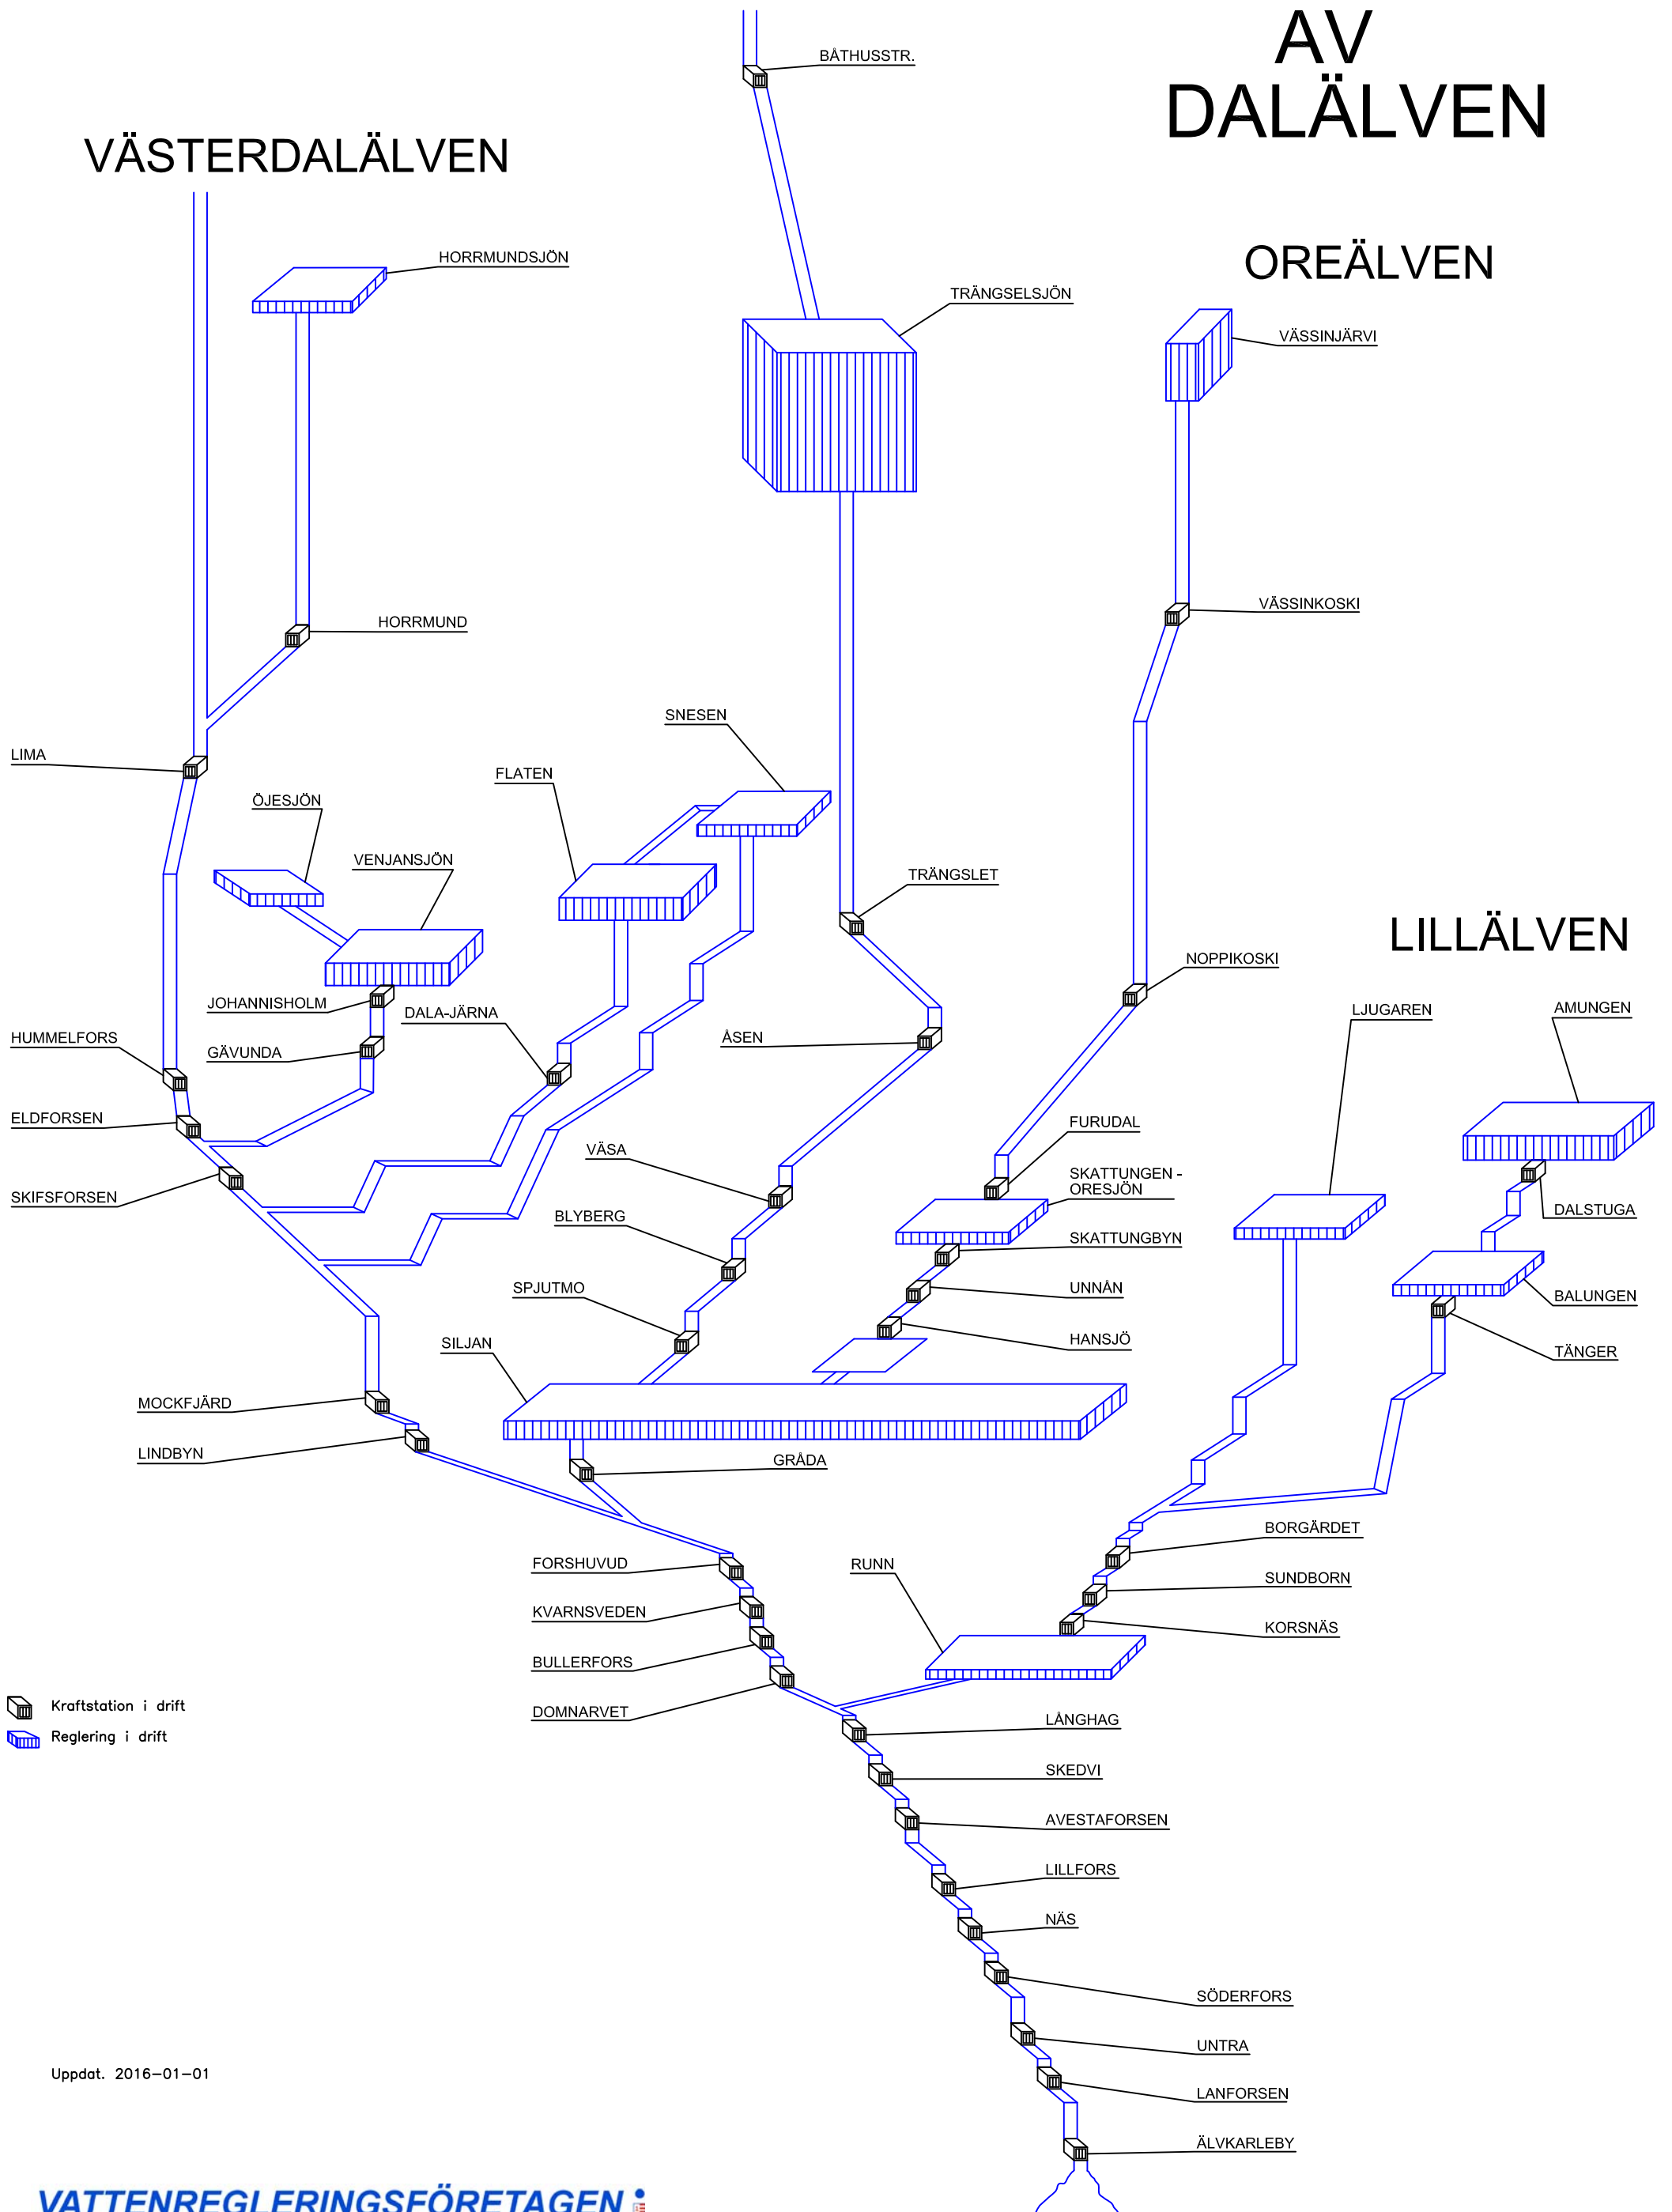 AV
DALÄLVEN
BÅTHUSSTR.
VÄSTERDALÄLVEN
OREÄLVEN
HORRMUNDSJÖN
TRÄNGSELSJÖN
VÄSSINJÄRVI
VÄSSINKOSKI
HORRMUND
SNESEN
LIMA
FLATEN
ÖJESJÖN
VENJANSJÖN
TRÄNGSLET
LILLÄLVEN
NOPPIKOSKI
JOHANNISHOLM
DALA-JÄRNA
LJUGAREN
AMUNGEN
HUMMELFORS
GÄVUNDA
ÅSEN
ELDFORSEN
FURUDAL
VÄSA
SKATTUNGEN -
ORESJÖN
SKIFSFORSEN
DALSTUGA
BLYBERG
SKATTUNGBYN
SPJUTMO
UNNÅN
BALUNGEN
SILJAN
HANSJÖ
TÄNGER
MOCKFJÄRD
LINDBYN
GRÅDA
BORGÄRDET
FORSHUVUD
RUNN
SUNDBORN
KVARNSVEDEN
KORSNÄS
BULLERFORS
DOMNARVET
Kraftstation i drift
Reglering i drift
LÅNGHAG
SKEDVI
AVESTAFORSEN
LILLFORS
NÄS
SÖDERFORS
UNTRA
Uppdat. 2016-01-01
LANFORSEN
ÄLVKARLEBY
VATTENREGLERINGSFÖRETAGEN